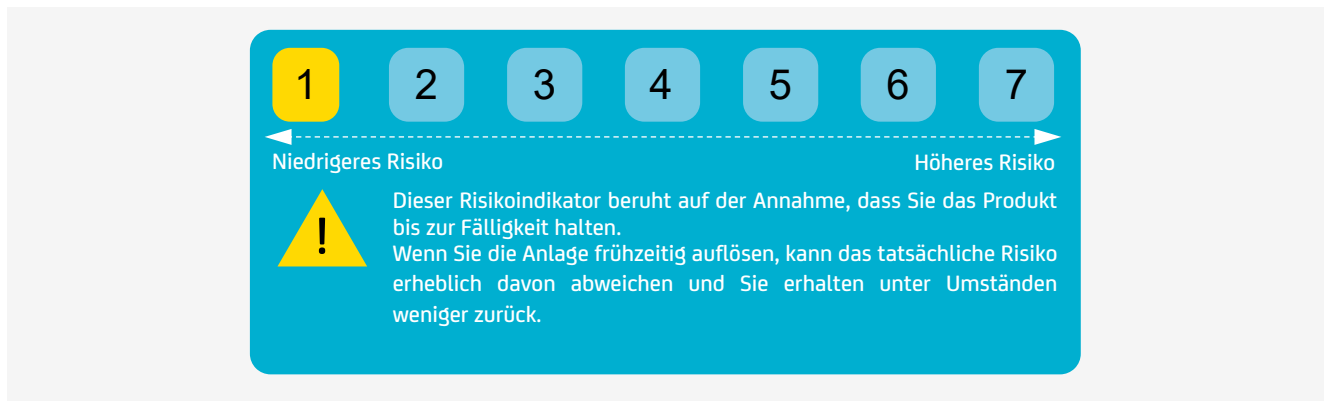 1 2 3 4 5 6 7
Niedrigeres Risiko Höheres Risiko
!
Dieser Risikoindikator beruht auf der Annahme, dass Sie das Produkt
bis zur Fälligkeit halten.
Wenn Sie die Anlage frühzeitig auflösen, kann das tatsächliche Risiko
erheblich davon abweichen und Sie erhalten unter Umständen
weniger zurück.